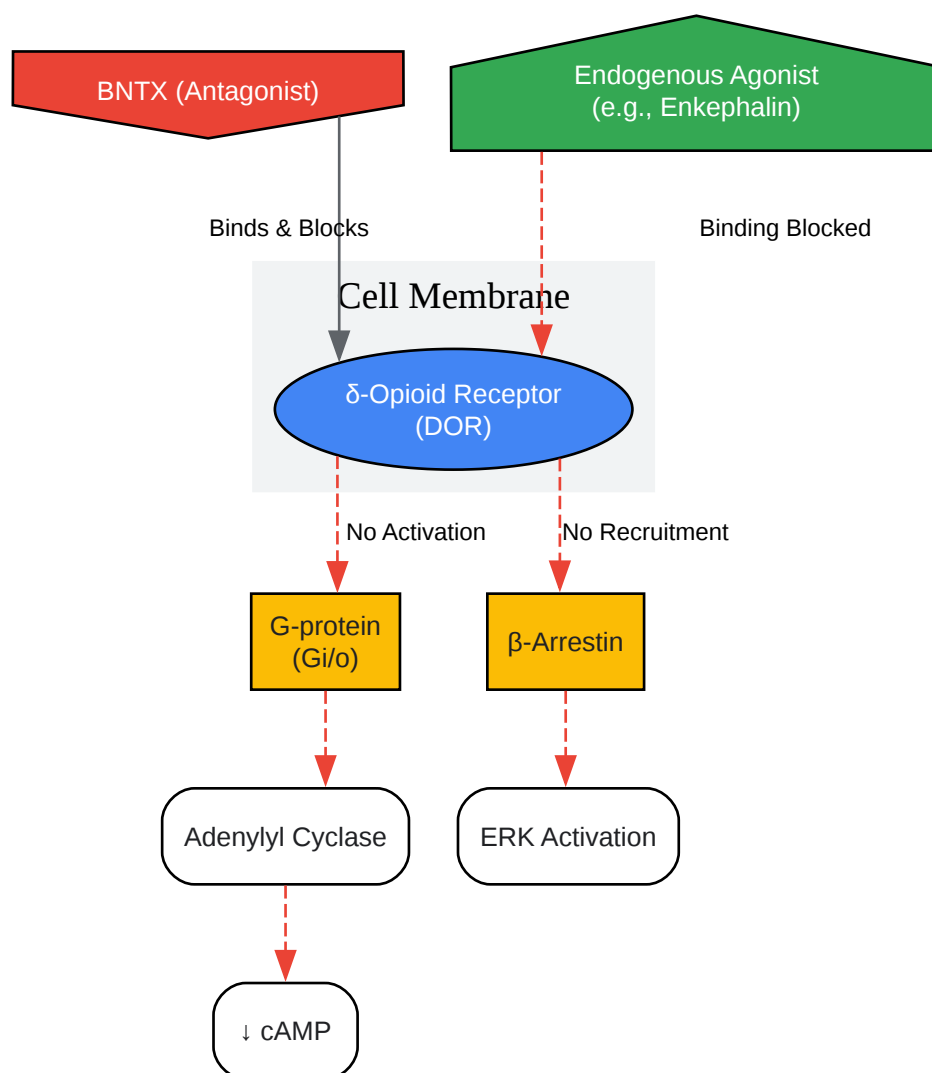 BNTX (Antagonist)
Endogenous Agonist
(e.g., Enkephalin)
Binds & Blocks
Binding Blocked
Cell Membrane
δ-Opioid Receptor
(DOR)
No Activation
No Recruitment
G-protein
(Gi/o)
β-Arrestin
Adenylyl Cyclase
ERK Activation
↓ cAMP